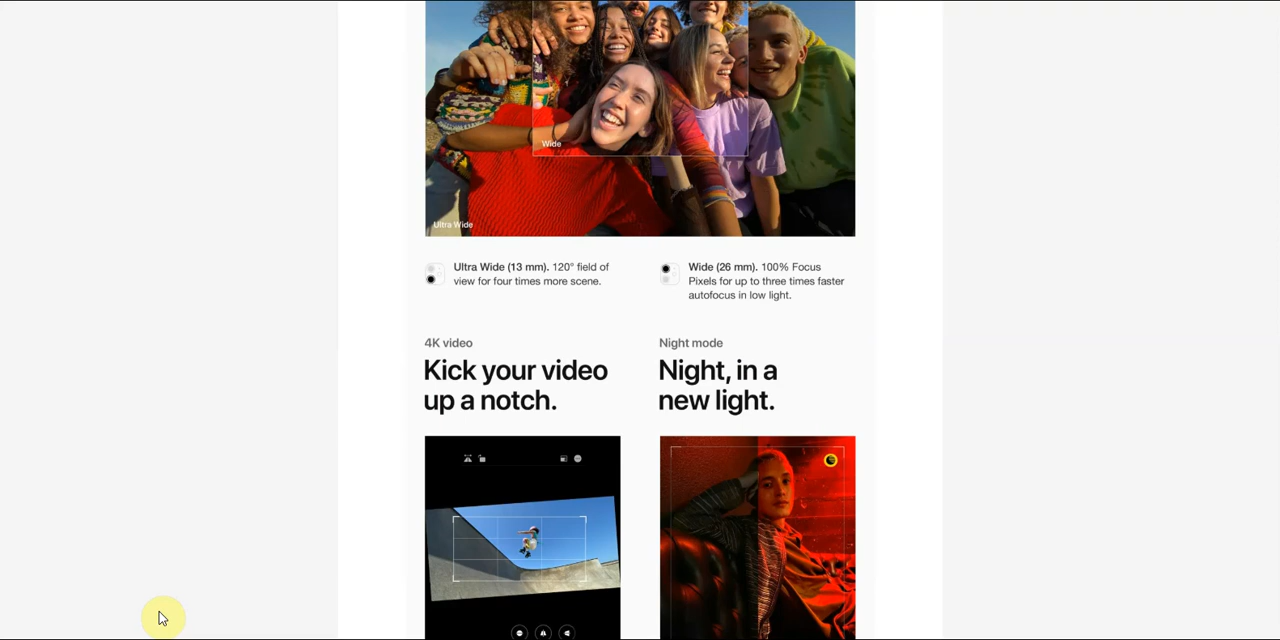 Wide
Ultra Wide
Ultra Wide (13 mm). 120° field of
view for four times more scene.
Wide (26 mm). 100% Focus
Pixels for up to three times faster
autofocus in low light.
4K video
Kick your video
up a notch.
Night mode
Night, in a
new light.